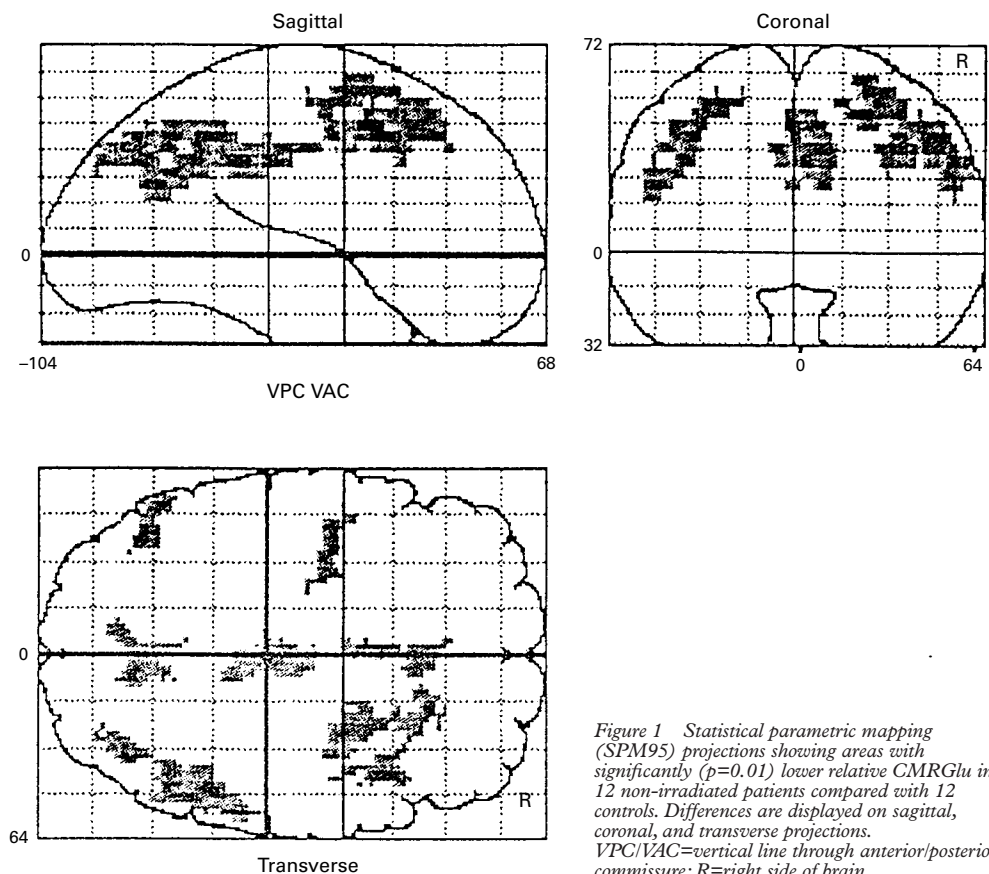 Sagittal
Coronal
72
R
0
0
32
−104
68
0
64
VPC VAC
0
R
64
Transverse
Figure 1 Statistical parametric mapping
(SPM95) projections showing areas with
significantly (p=0.01) lower relative CMRGlu in
12 non-irradiated patients compared with 12
controls. Differences are displayed on sagittal,
coronal, and transverse projections.
VPC/VAC=vertical line through anterior/posterio
commissure; R=right side of brain